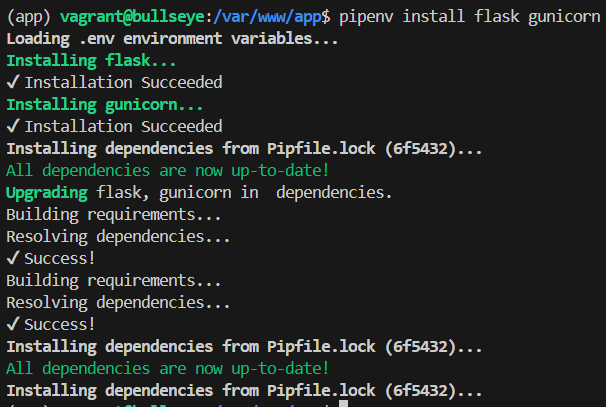 (app) vagrant@bullseye:/var/www/app$ pipenv install flask gunicorn
Loading .env environment variables...
Installing flask...
✔ Installation Succeeded
Installing gunicorn...
✔ Installation Succeeded
Installing dependencies from Pipfile.lock (6f5432)...
All dependencies are now up-to-date!
Upgrading flask, gunicorn in  dependencies.
Building requirements...
Resolving dependencies...
✔ Success!
Building requirements...
Resolving dependencies...
✔ Success!
Installing dependencies from Pipfile.lock (6f5432)...
All dependencies are now up-to-date!
Installing dependencies from Pipfile.lock (6f5432)...